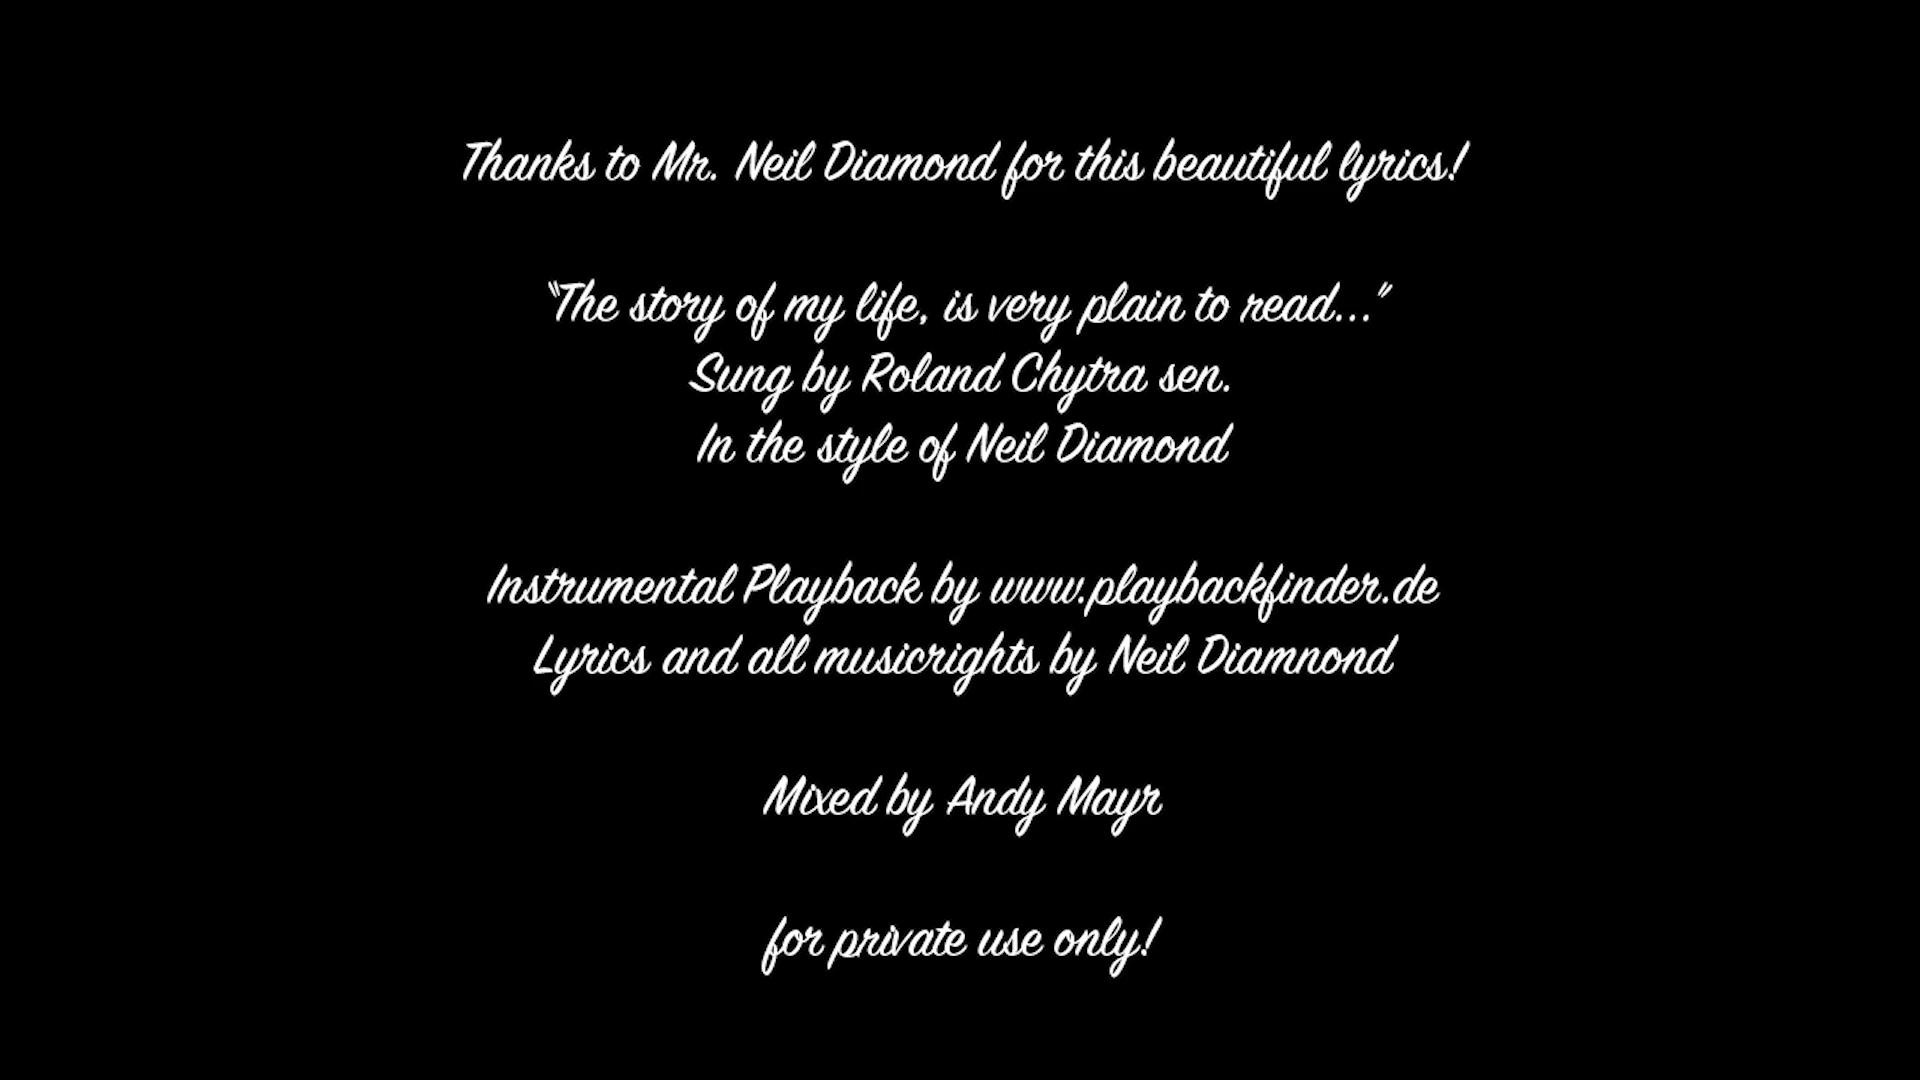 Thanks to Mr. Neil Diamond for this beautiful lyrics!
"The story of my life, is very plain to read..."
Sung by Roland Chytra sen.
In the style of Neil Diamond
Instrumental Playback by www.playbackfinder.de
Lyrics and all musicrights by Neil Diamnond
Mixed by Andy Mayr
for private use only!